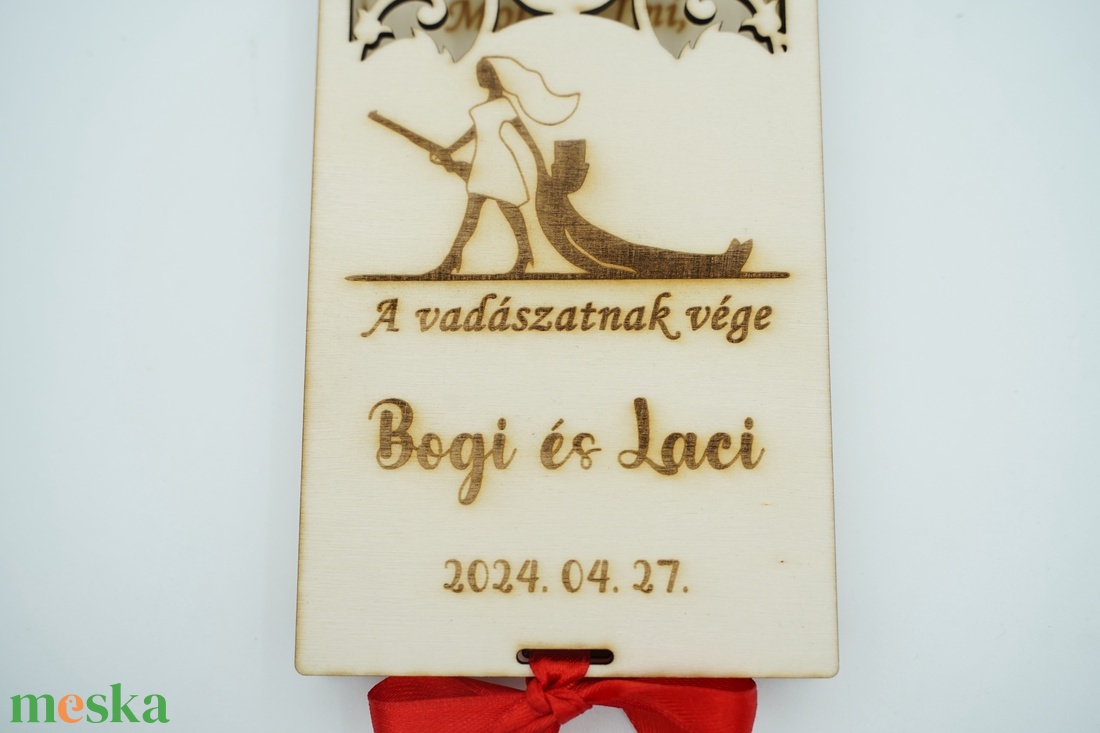 A vadászatnak vége
Bogi és Laci
2024. 04. 27.
meska